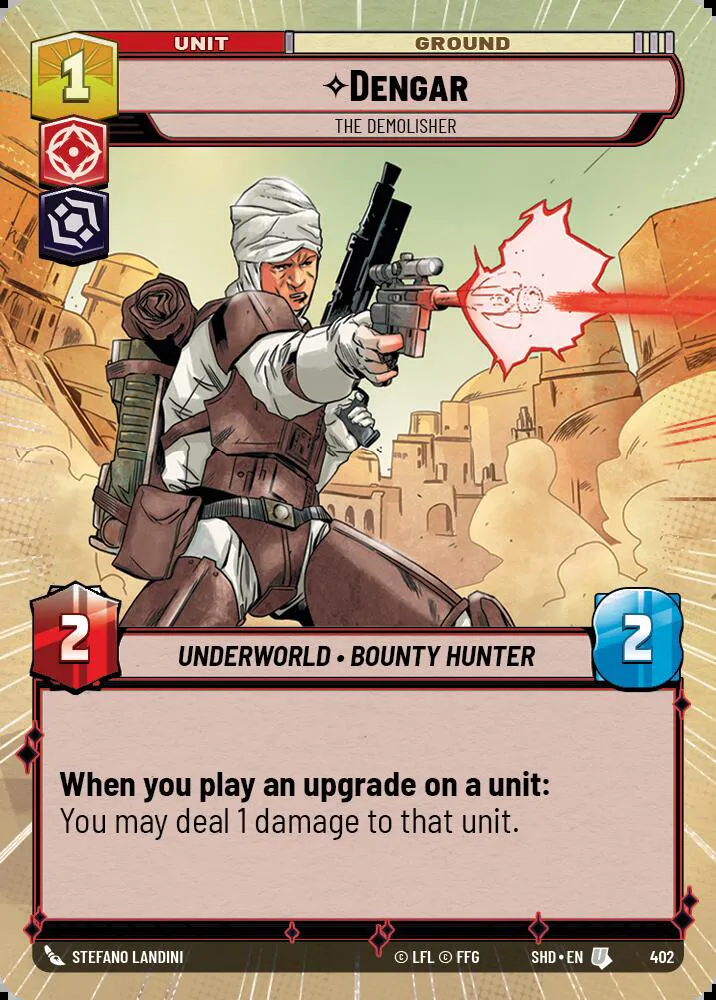 UNIT
GROUND
1
✧DENGAR
THE DEMOLISHER
2
UNDERWORLD • BOUNTY HUNTER
2
When you play an upgrade on a unit:
You may deal 1 damage to that unit.
STEFANO LANDINI
© LFL © FFG
SHD • EN
U
402